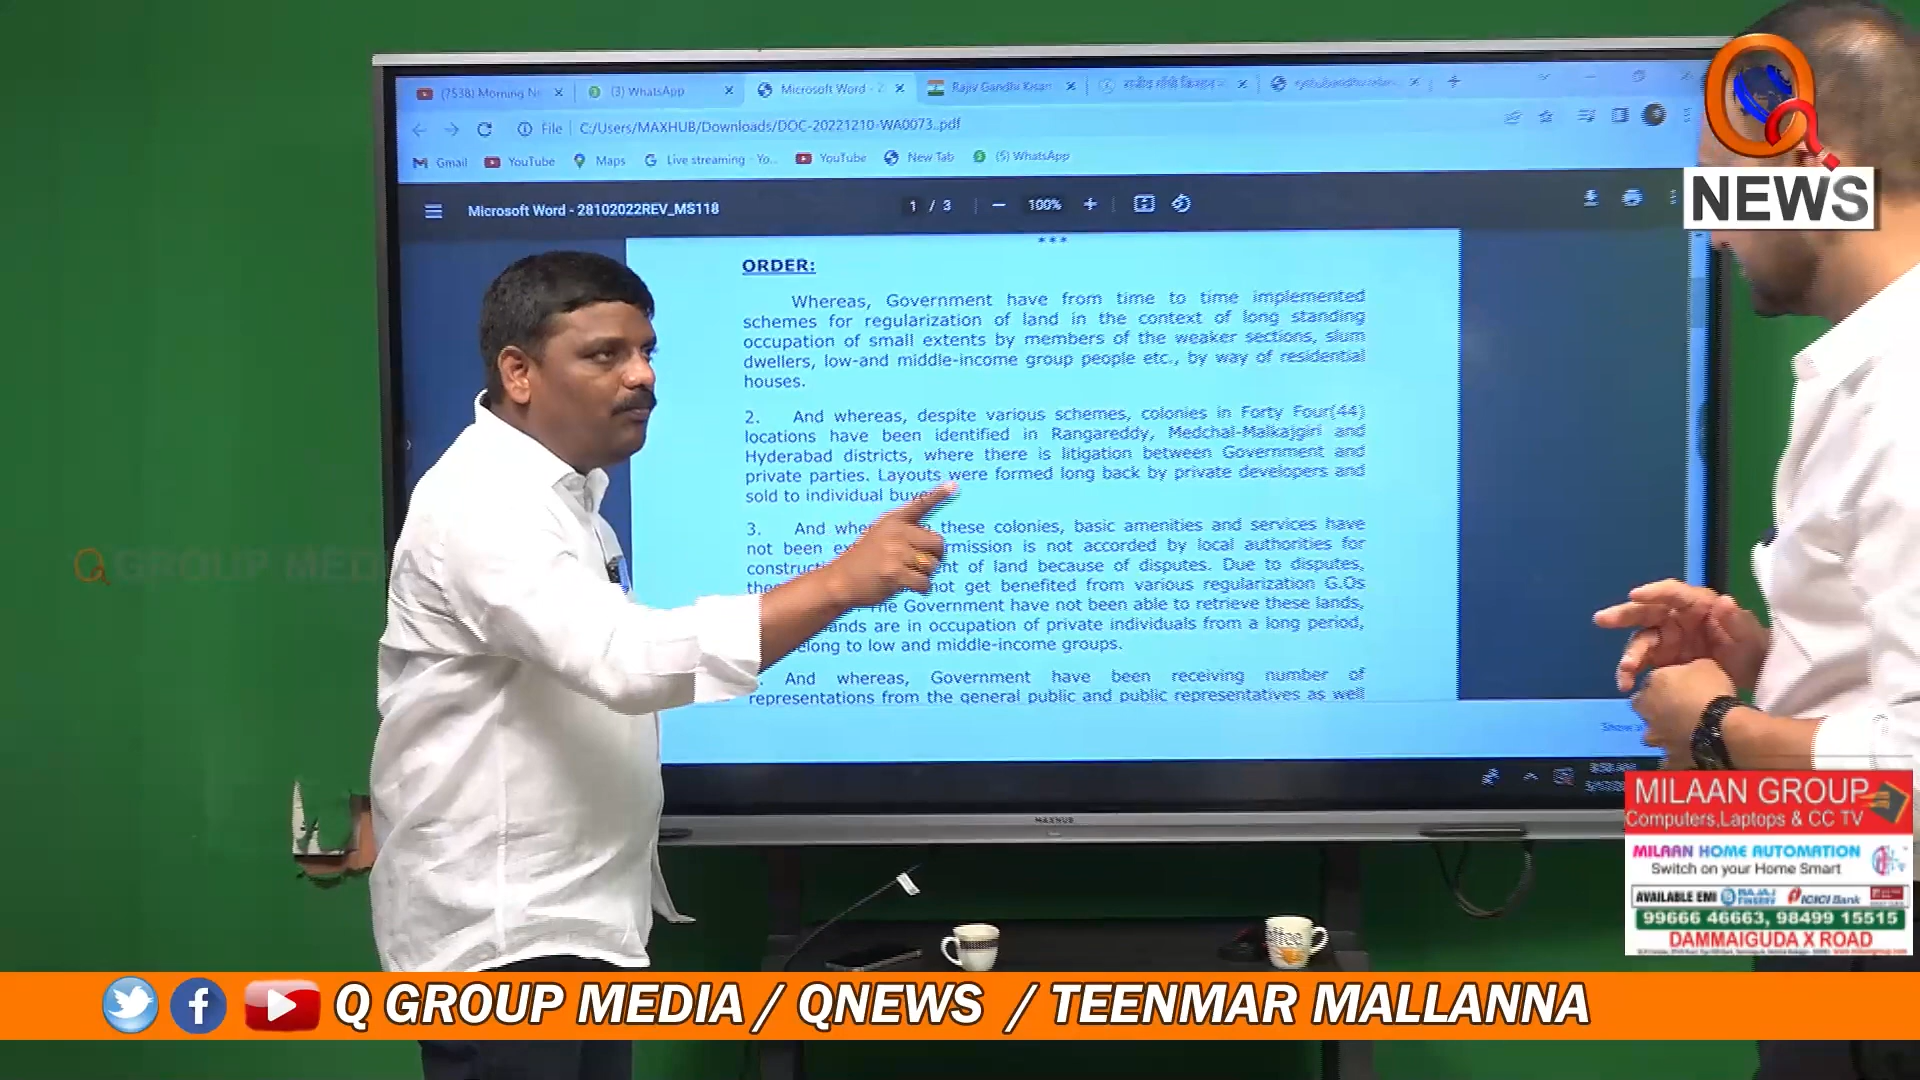 (7538) Morning Ne
(3) WhatsApp
Microsoft Word - 2
Rajiv Gandhi Kisan
File
C:/Users/MAXHUB/Downloads/DOC-20221210-WA0073..pdf
Gmail
YouTube
Maps
Live streaming - Yo...
YouTube
New Tab
(5) WhatsApp
NEWS
Microsoft Word - 28102022REV_MS118
1 / 3
100%
***
ORDER:
Whereas, Government have from time to time implemented
schemes for regularization of land in the context of long standing
occupation of small extents by members of the weaker sections, slum
dwellers, low-and middle-income group people etc., by way of residential
houses.
2. And whereas, despite various schemes, colonies in Forty Four(44)
locations have been identified in Rangareddy, Medchal-Malkajgiri and
Hyderabad districts, where there is litigation between Government and
private parties. Layouts were formed long back by private developers and
sold to individual buye
3. And whe these colonies, basic amenities and services have
not been ex rmission is not accorded by local authorities for
constructi nt of land because of disputes. Due to disputes,
the not get benefited from various regularization G.Os
he Government have not been able to retrieve these lands,
ands are in occupation of private individuals from a long period,
elong to low and middle-income groups.
. And whereas, Government have been receiving number of
representations from the general public and public representatives as well
Q GROUP MEDIA
Show a
MAXHUB
MILAAN GROUP
Computers,Laptops & CC TV
MILAAN HOME AUTOMATION
Switch on your Home Smart
AVAILABLE EMI BAJAJ FINSERV ICICI Bank
99666 46663, 98499 15515
DAMMAIGUDA X ROAD
ffee
Q GROUP MEDIA / QNEWS / TEENMAR MALLANNA